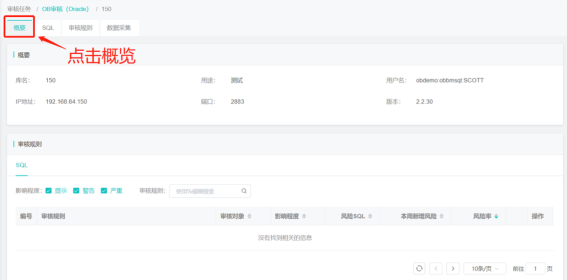 审核任务 / OB审核（Oracle） / 150
概要 SQL 审核规则 数据采集
点击概览
概要
库名: 150 用途: 测试 用户名: obdemo:obbmsql:SCOTT
IP地址: 192.168.64.150 端口: 2883 版本: 2.2.30
审核规则
SQL
影响程度: 提示 警告 严重 审核规则:
编号 审核规则 审核对象 影响程度 风险SQL 本周新增风险 风险率 操作
没有找到相关的信息
10条/页 前往 1 页